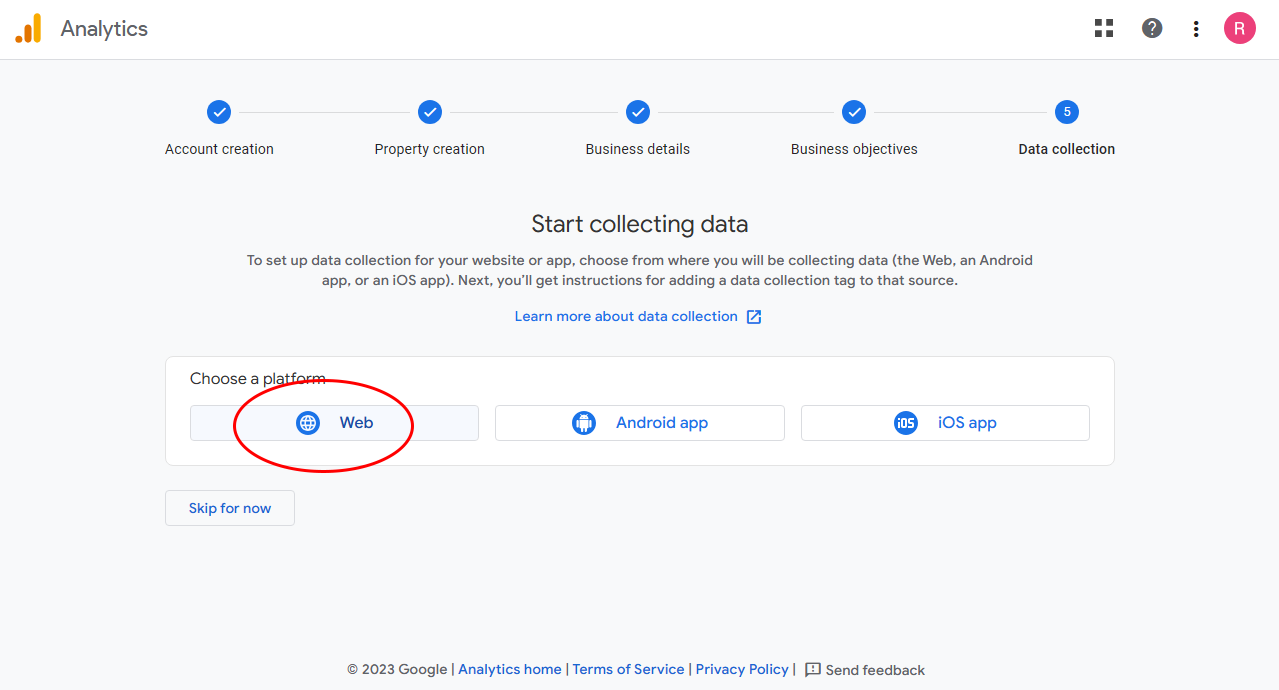 Analytics
R
5
Account creation
Property creation
Business details
Business objectives
Data collection
Start collecting data
To set up data collection for your website or app, choose from where you will be collecting data (the Web, an Android
app, or an iOS app). Next, you'll get instructions for adding a data collection tag to that source.
Learn more about data collection
Choose a platform
Web
Android app
iOS
iOS app
Skip for now
© 2023 Google | Analytics home | Terms of Service | Privacy Policy | Send feedback